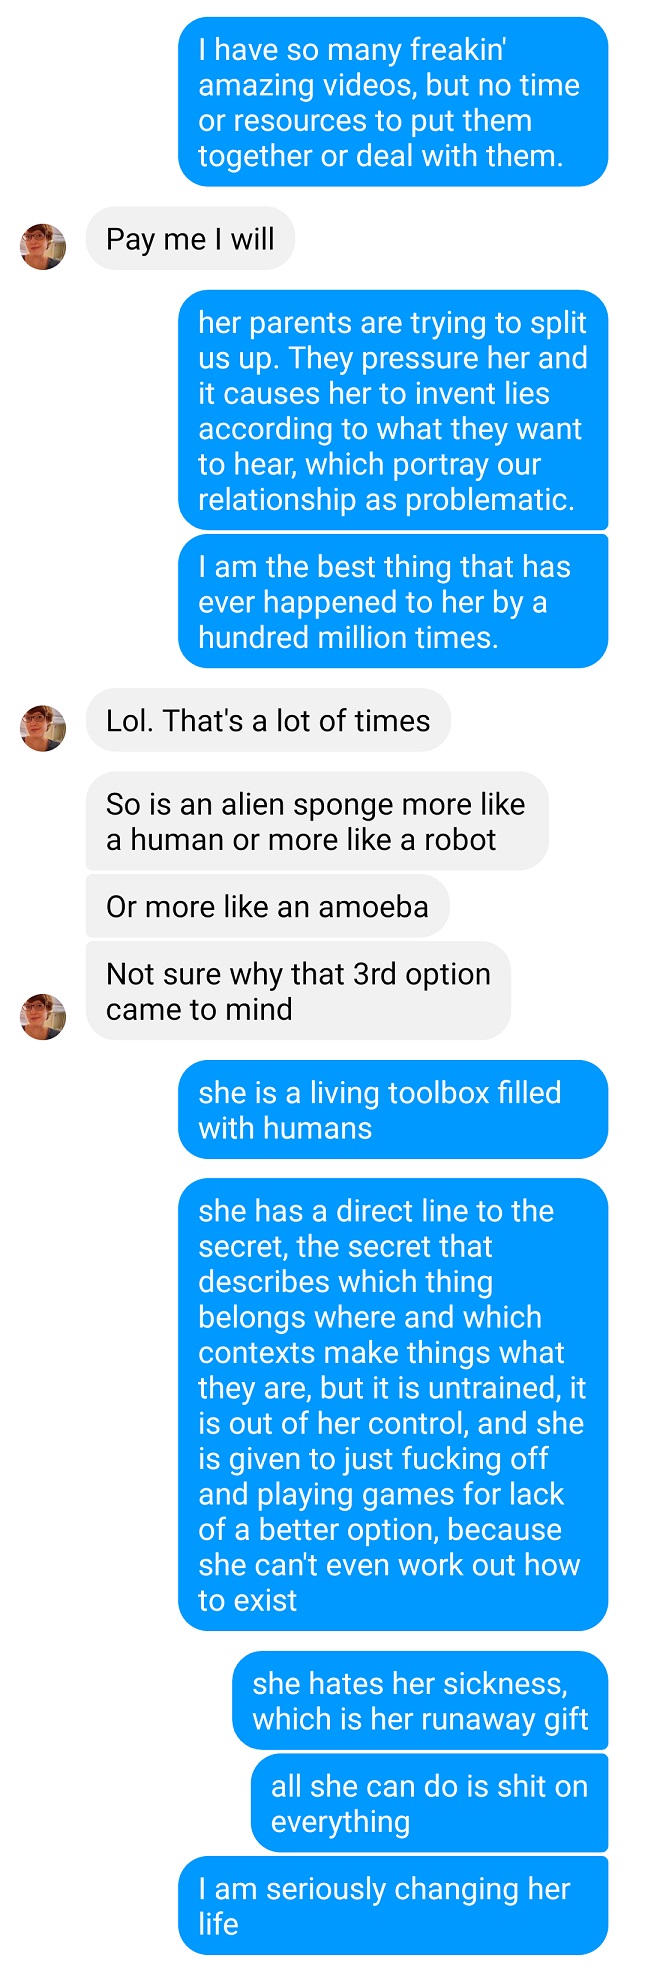 I have so many freakin'
amazing videos, but no time
or resources to put them
together or deal with them.
Pay me I will
her parents are trying to split
us up. They pressure her and
it causes her to invent lies
according to what they want
to hear, which portray our
relationship as problematic.
I am the best thing that has
ever happened to her by a
hundred million times.
Lol. That's a lot of times
So is an alien sponge more like
a human or more like a robot
Or more like an amoeba
Not sure why that 3rd option
came to mind
she is a living toolbox filled
with humans
she has a direct line to the
secret, the secret that
describes which thing
belongs where and which
contexts make things what
they are, but it is untrained, it
is out of her control, and she
is given to just fucking off
and playing games for lack
of a better option, because
she can't even work out how
to exist
she hates her sickness,
which is her runaway gift
all she can do is shit on
everything
I am seriously changing her
life